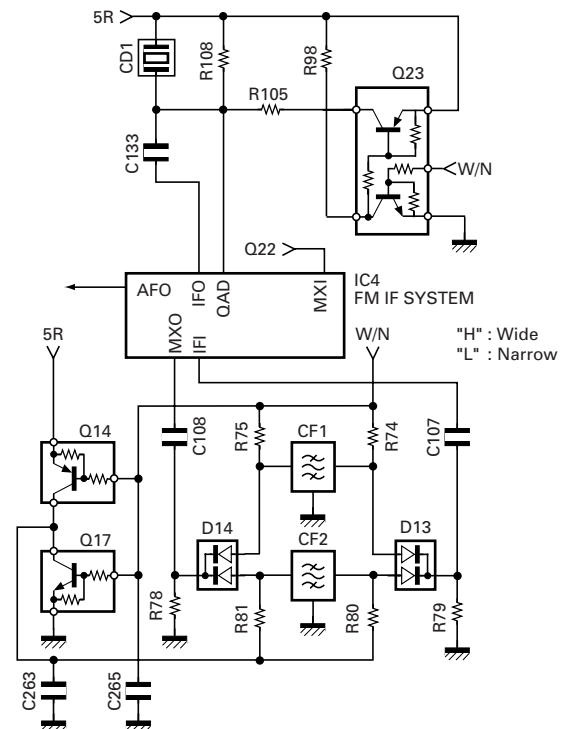 5R
CD1
R108
R98
Q23
R105
C133
W/N
Q22
IC4
FM IF SYSTEM
AFO
IFO
QAD
MXI
MXO
IFI
5R
W/N
"H" : Wide
"L" : Narrow
Q14
C108
R75
CF1
R74
C107
Q17
D14
CF2
D13
R78
R81
R80
R79
C263
C265